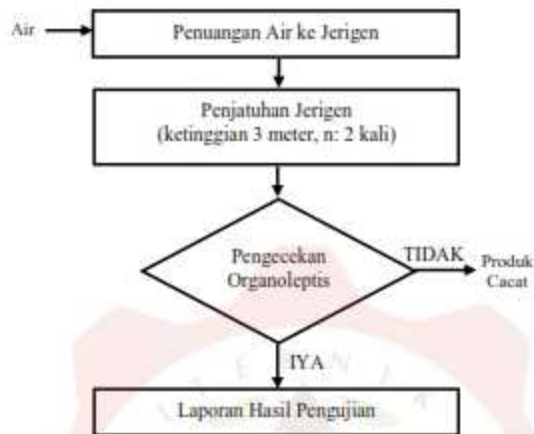 Air
Penuangan Air ke Jerigen
Penjatuhan Jerigen
(ketinggian 3 meter, n: 2 kali)
Pengecekan
Organoleptis
TIDAK
Produk
Cacat
IYA
Laporan Hasil Pengujian